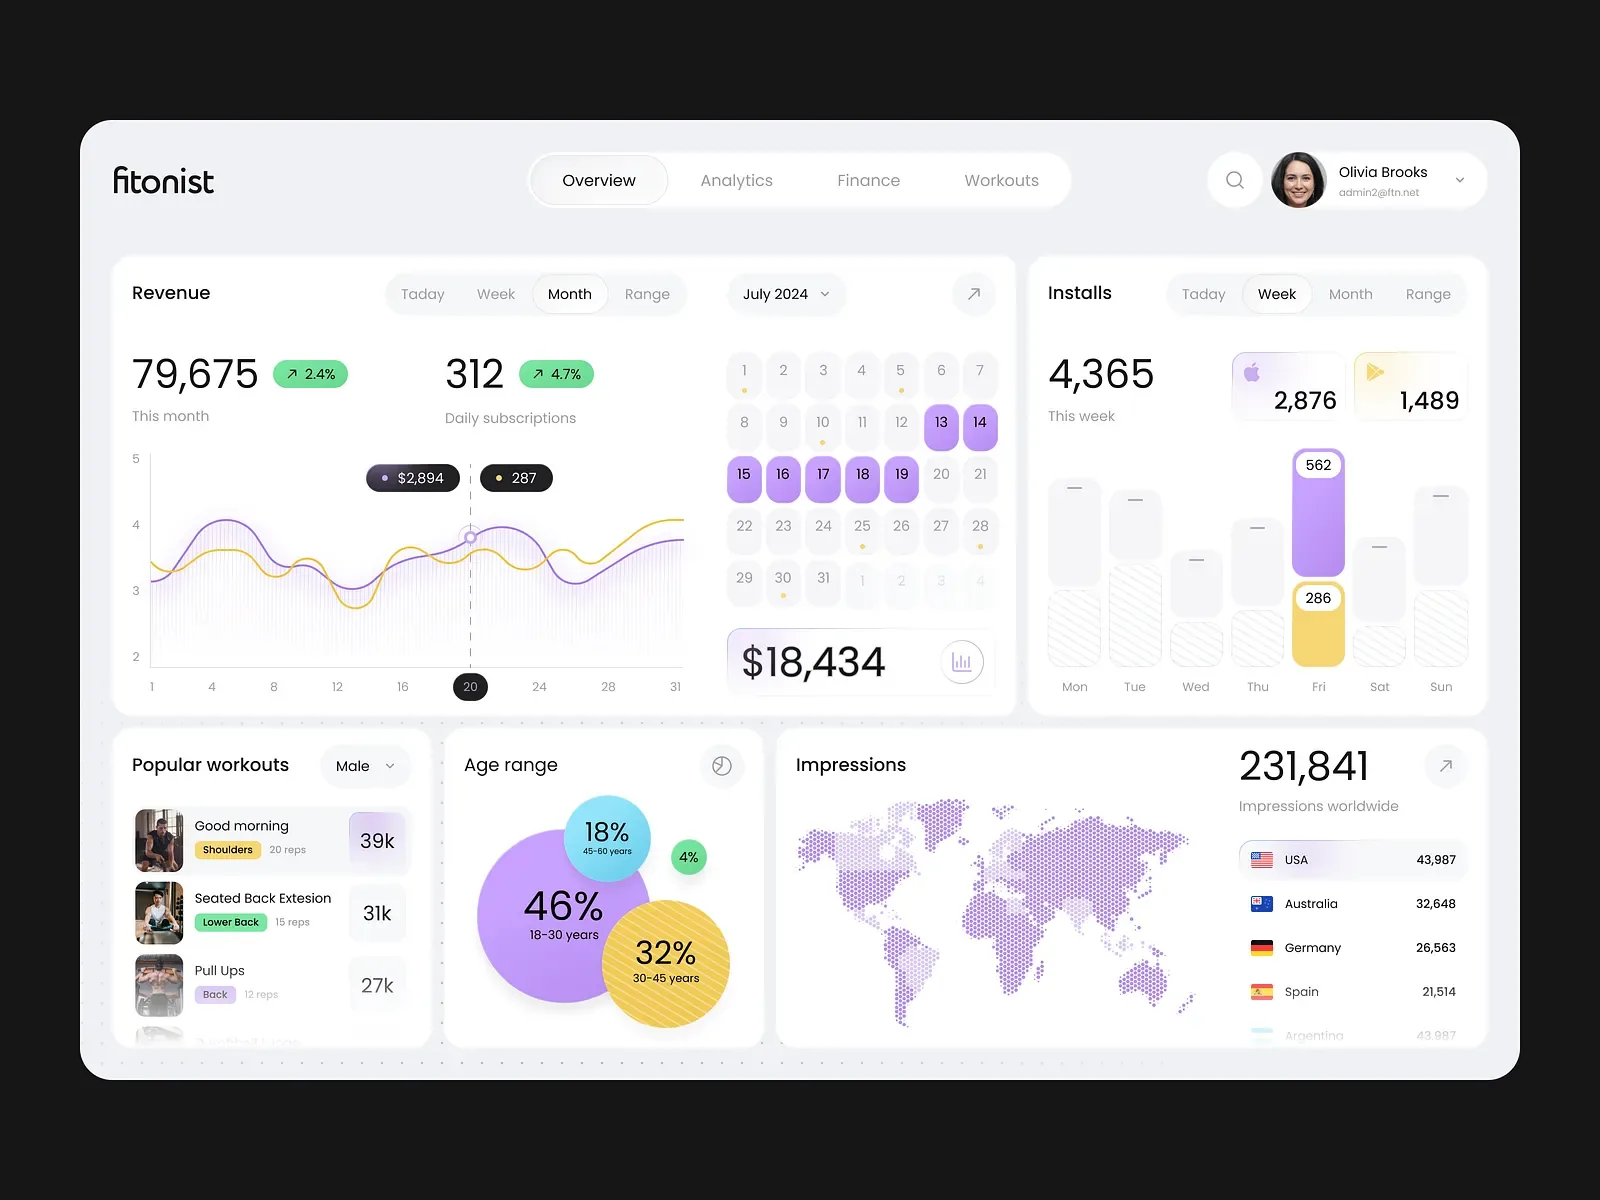 fitonist
Overview
Analytics
Finance
Workouts
Olivia Brooks
admin2@ftn.net
Revenue
Taday
Week
Month
Range
July 2024
79,675
2.4%
This month
312
4.7%
Daily subscriptions
5
4
3
2
$2,894
287
1 4 8 12 16 20 24 28 31
1 2 3 4 5 6 7
8 9 10 11 12 13 14
15 16 17 18 19 20 21
22 23 24 25 26 27 28
29 30 31 1 2 3 4
$18,434
Installs
Taday
Week
Month
Range
4,365
This week
2,876
1,489
562
286
Mon Tue Wed Thu Fri Sat Sun
Popular workouts
Male
Good morning
Shoulders
20 reps
39k
Seated Back Extesion
Lower Back
15 reps
31k
Pull Ups
Back
12 reps
27k
Age range
18%
45-60 years
4%
46%
18-30 years
32%
30-45 years
Impressions
231,841
Impressions worldwide
USA 43,987
Australia 32,648
Germany 26,563
Spain 21,514
Argentina 43,987